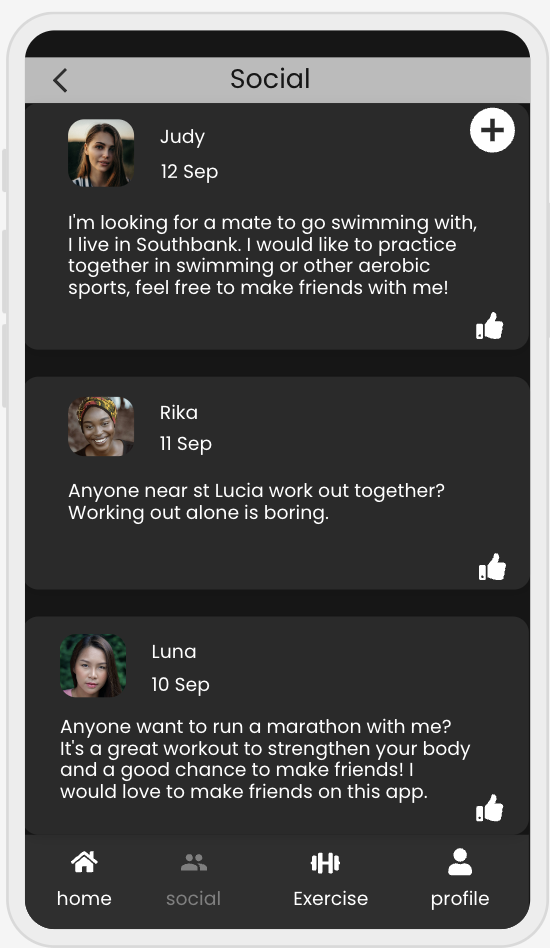 Social
Judy
12 Sep
I'm looking for a mate to go swimming with,
I live in Southbank. I would like to practice
together in swimming or other aerobic
sports, feel free to make friends with me!
Rika
11 Sep
Anyone near st Lucia work out together?
Working out alone is boring.
Luna
10 Sep
Anyone want to run a marathon with me?
It's a great workout to strengthen your body
and a good chance to make friends! I
would love to make friends on this app.
home social Exercise profile